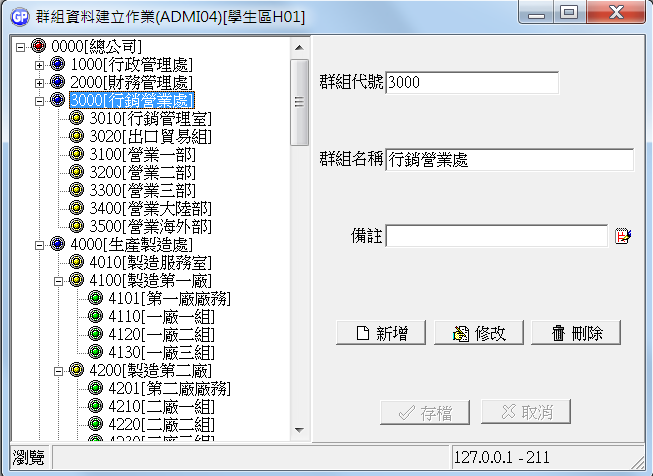 GP 群組資料建立作業(ADMI04)[學生區H01]
0000[總公司]
1000[行政管理處]
2000[財務管理處]
3000[行銷營業處]
3010[行銷管理室]
3020[出口貿易組]
3100[營業一部]
3200[營業二部]
3300[營業三部]
3400[營業大陸部]
3500[營業海外部]
4000[生產製造處]
4010[製造服務室]
4100[製造第一廠]
4101[第一廠廠務]
4110[一廠一組]
4120[一廠二組]
4130[一廠三組]
4200[製造第二廠]
4201[第二廠廠務]
4210[二廠一組]
4220[二廠二組]
群組代號 3000
群組名稱 行銷營業處
備註
新增 修改 刪除
存檔 取消
瀏覽 127.0.0.1 - 211